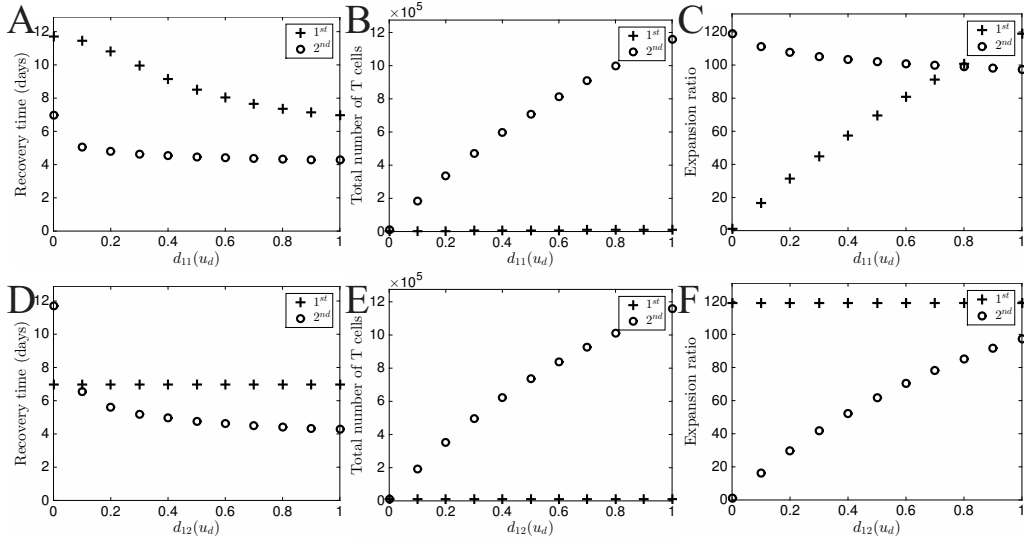 A
Recovery time (days)
12
10
8
6
4
2
0
0 0.2 0.4 0.6 0.8 1
d11(ud)
1st
2nd
B
×10^5
Total number of T cells
12
10
8
6
4
2
0
0 0.2 0.4 0.6 0.8 1
d11(ud)
1st
2nd
C
Expansion ratio
120
100
80
60
40
20
0
0 0.2 0.4 0.6 0.8 1
d11(ud)
1st
2nd
D
Recovery time (days)
12
10
8
6
4
2
0
0 0.2 0.4 0.6 0.8 1
d12(ud)
1st
2nd
E
×10^5
Total number of T cells
12
10
8
6
4
2
0
0 0.2 0.4 0.6 0.8 1
d12(ud)
1st
2nd
F
Expansion ratio
120
100
80
60
40
20
0
0 0.2 0.4 0.6 0.8 1
d12(ud)
1st
2nd